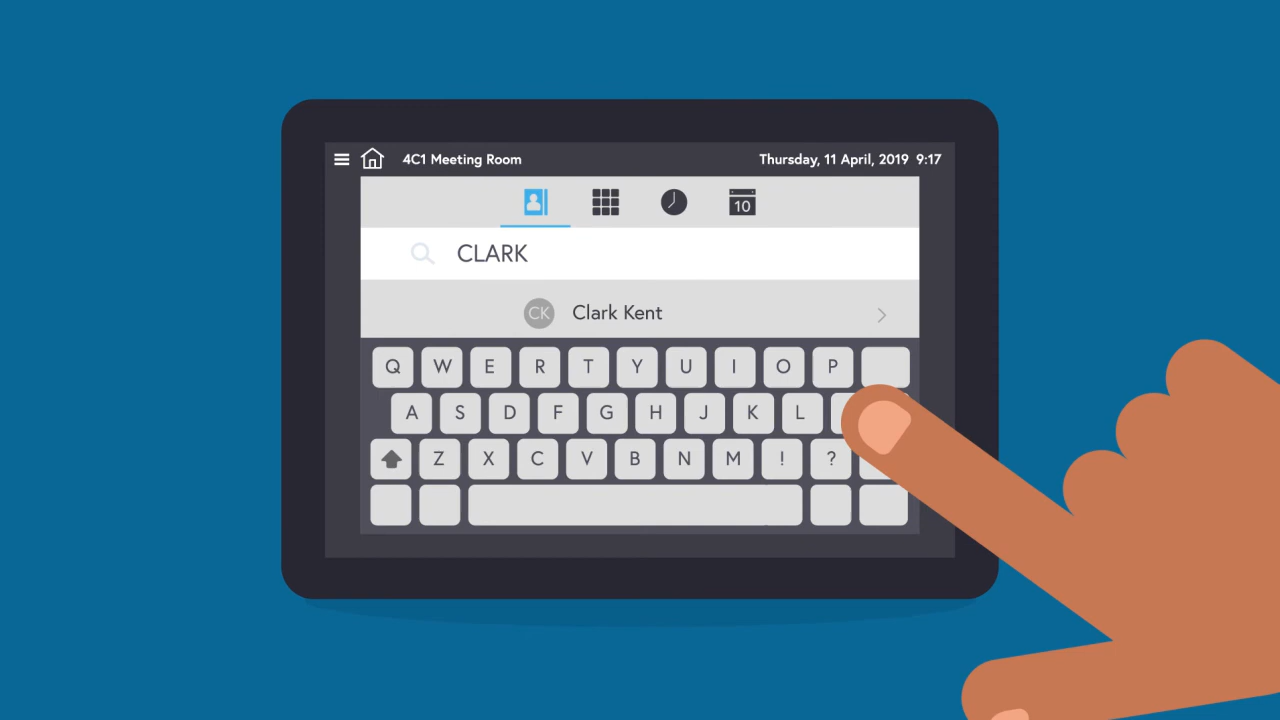 4C1 Meeting Room Thursday, 11 April, 2019 9:17
10
CLARK
CK Clark Kent
Q W E R T Y U I O P
A S D F G H J K L
Z X C V B N M ! ?